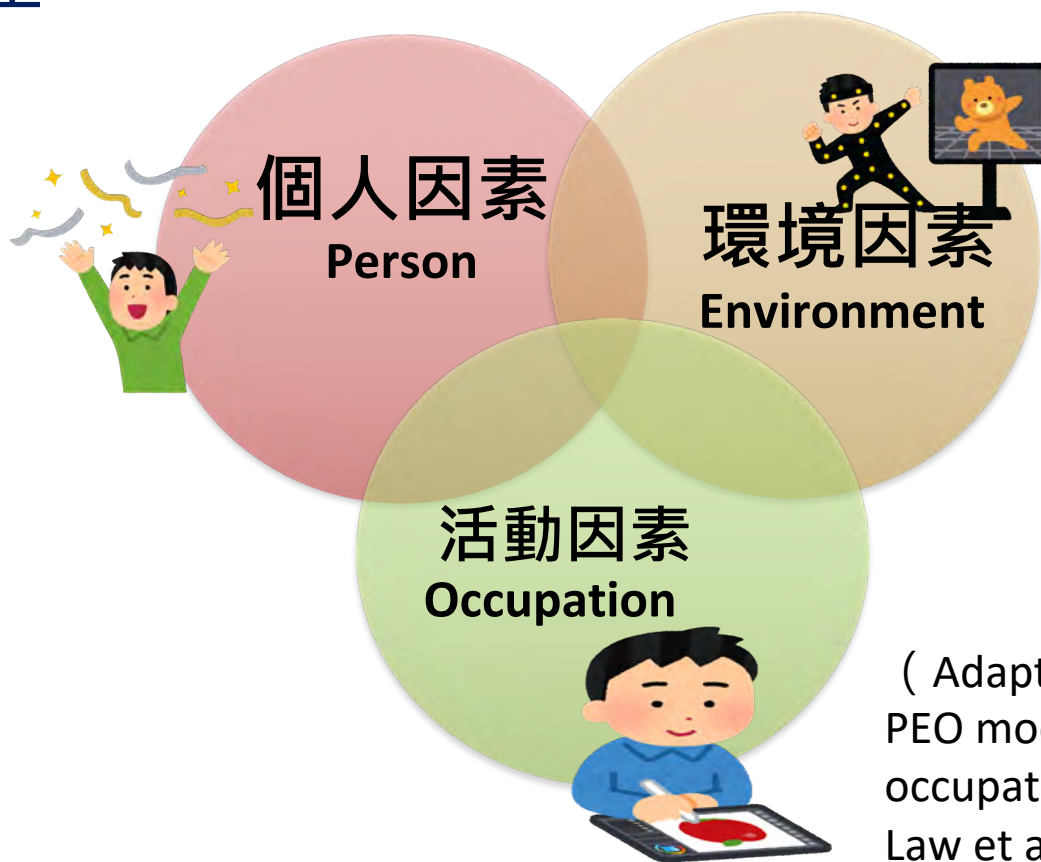 個人因素
Person
環境因素
Environment
活動因素
Occupation
( Adapt
PEO mo
occupat
Law et a